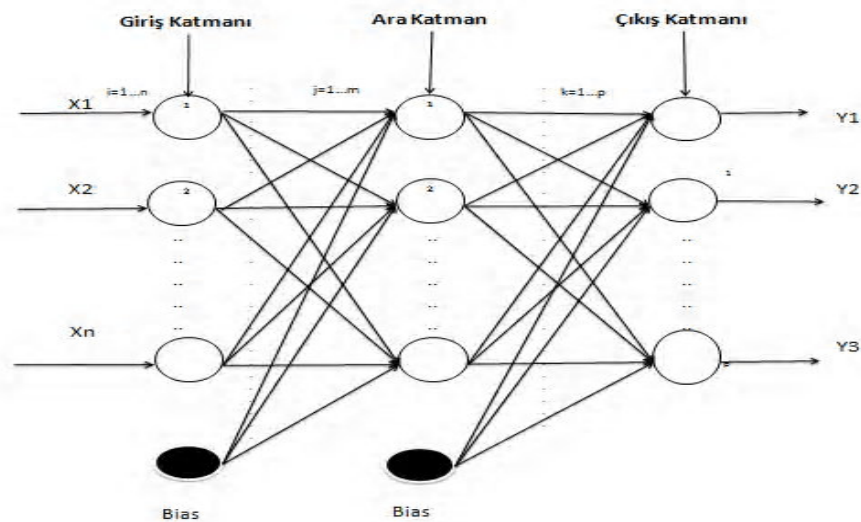 Giriş Katmanı Ara Katman Çıkış Katmanı
i=1...n j=1...m k=1...p
X1 1 1 Y1
X2 2 2 1 Y2
Xn Y3
Bias Bias